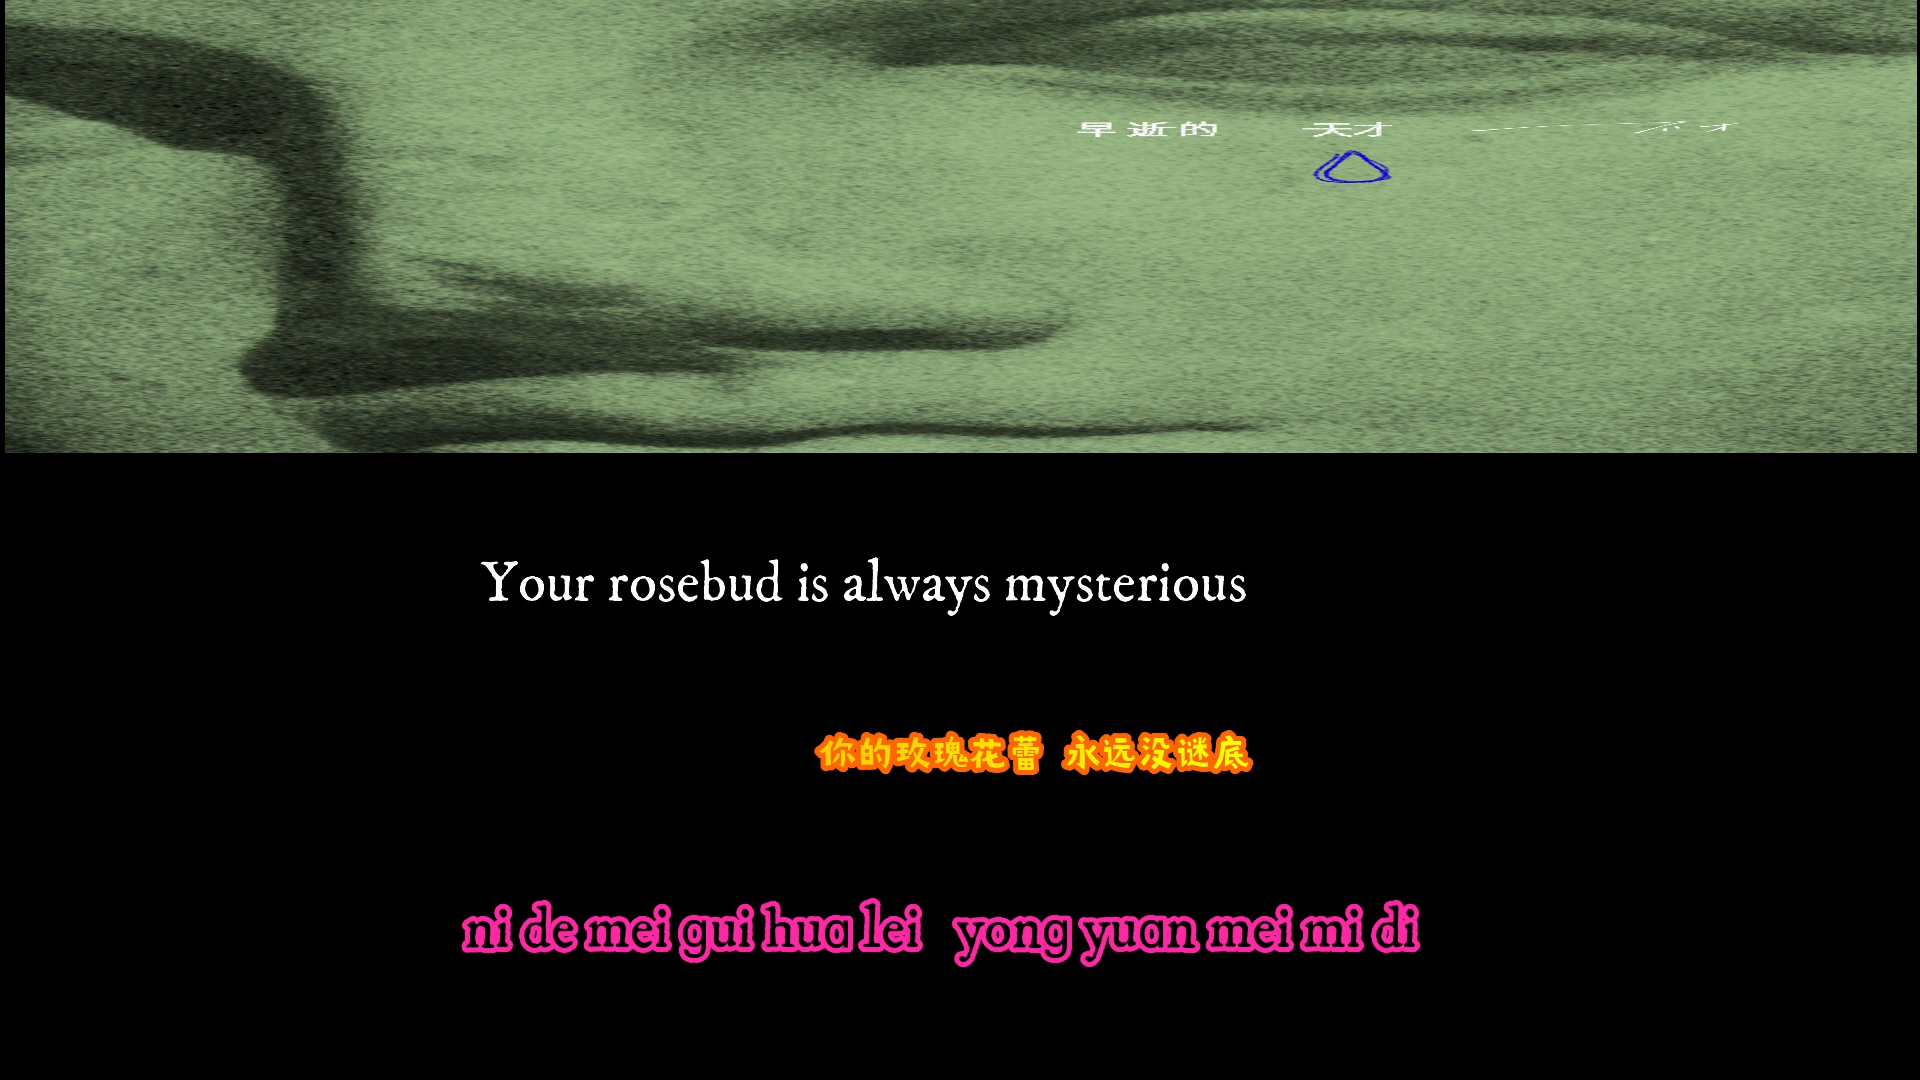 早逝的 天才
Your rosebud is always mysterious
你的玫瑰花蕾 永远没谜底
ni de mei gui hua lei yong yuan mei mi di